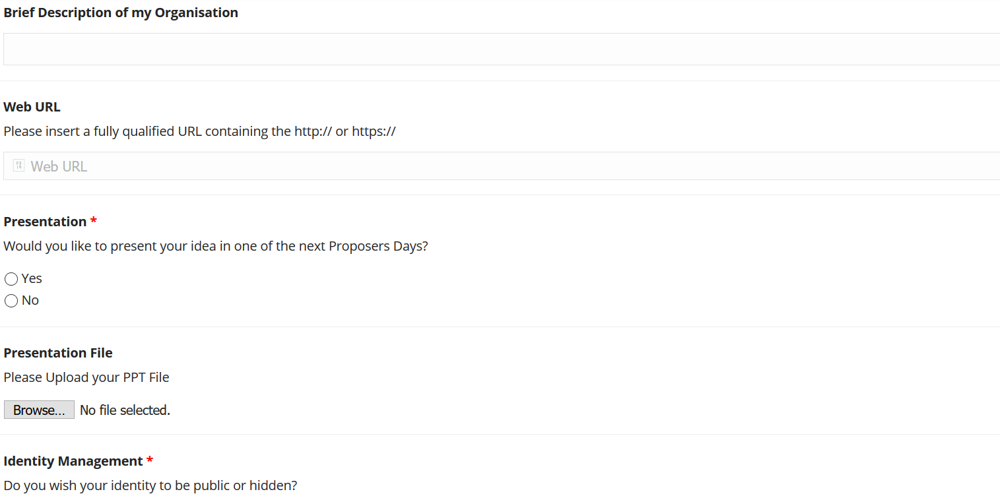 Brief Description of my Organisation
Web URL
Please insert a fully qualified URL containing the http:// or https://
Web URL
Presentation *
Would you like to present your idea in one of the next Proposers Days?
Yes
No
Presentation File
Please Upload your PPT File
Browse... No file selected.
Identity Management *
Do you wish your identity to be public or hidden?